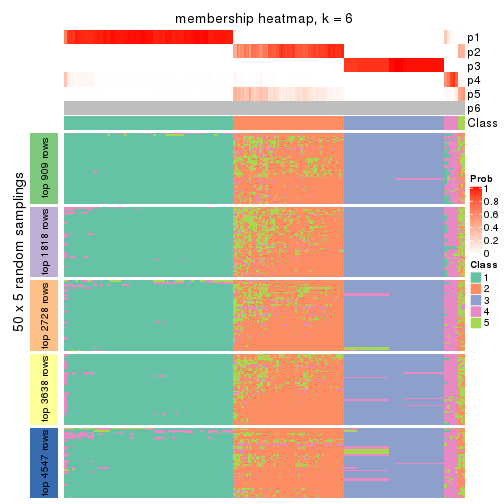 membership heatmap, k = 6
p1
p2
p3
p4
p5
p6
Class
50 x 5 random samplings
top 909 rows
top 1818 rows
top 2728 rows
top 3638 rows
top 4547 rows
Prob
1
0.8
0.6
0.4
0.2
0
Class
1
2
3
4
5